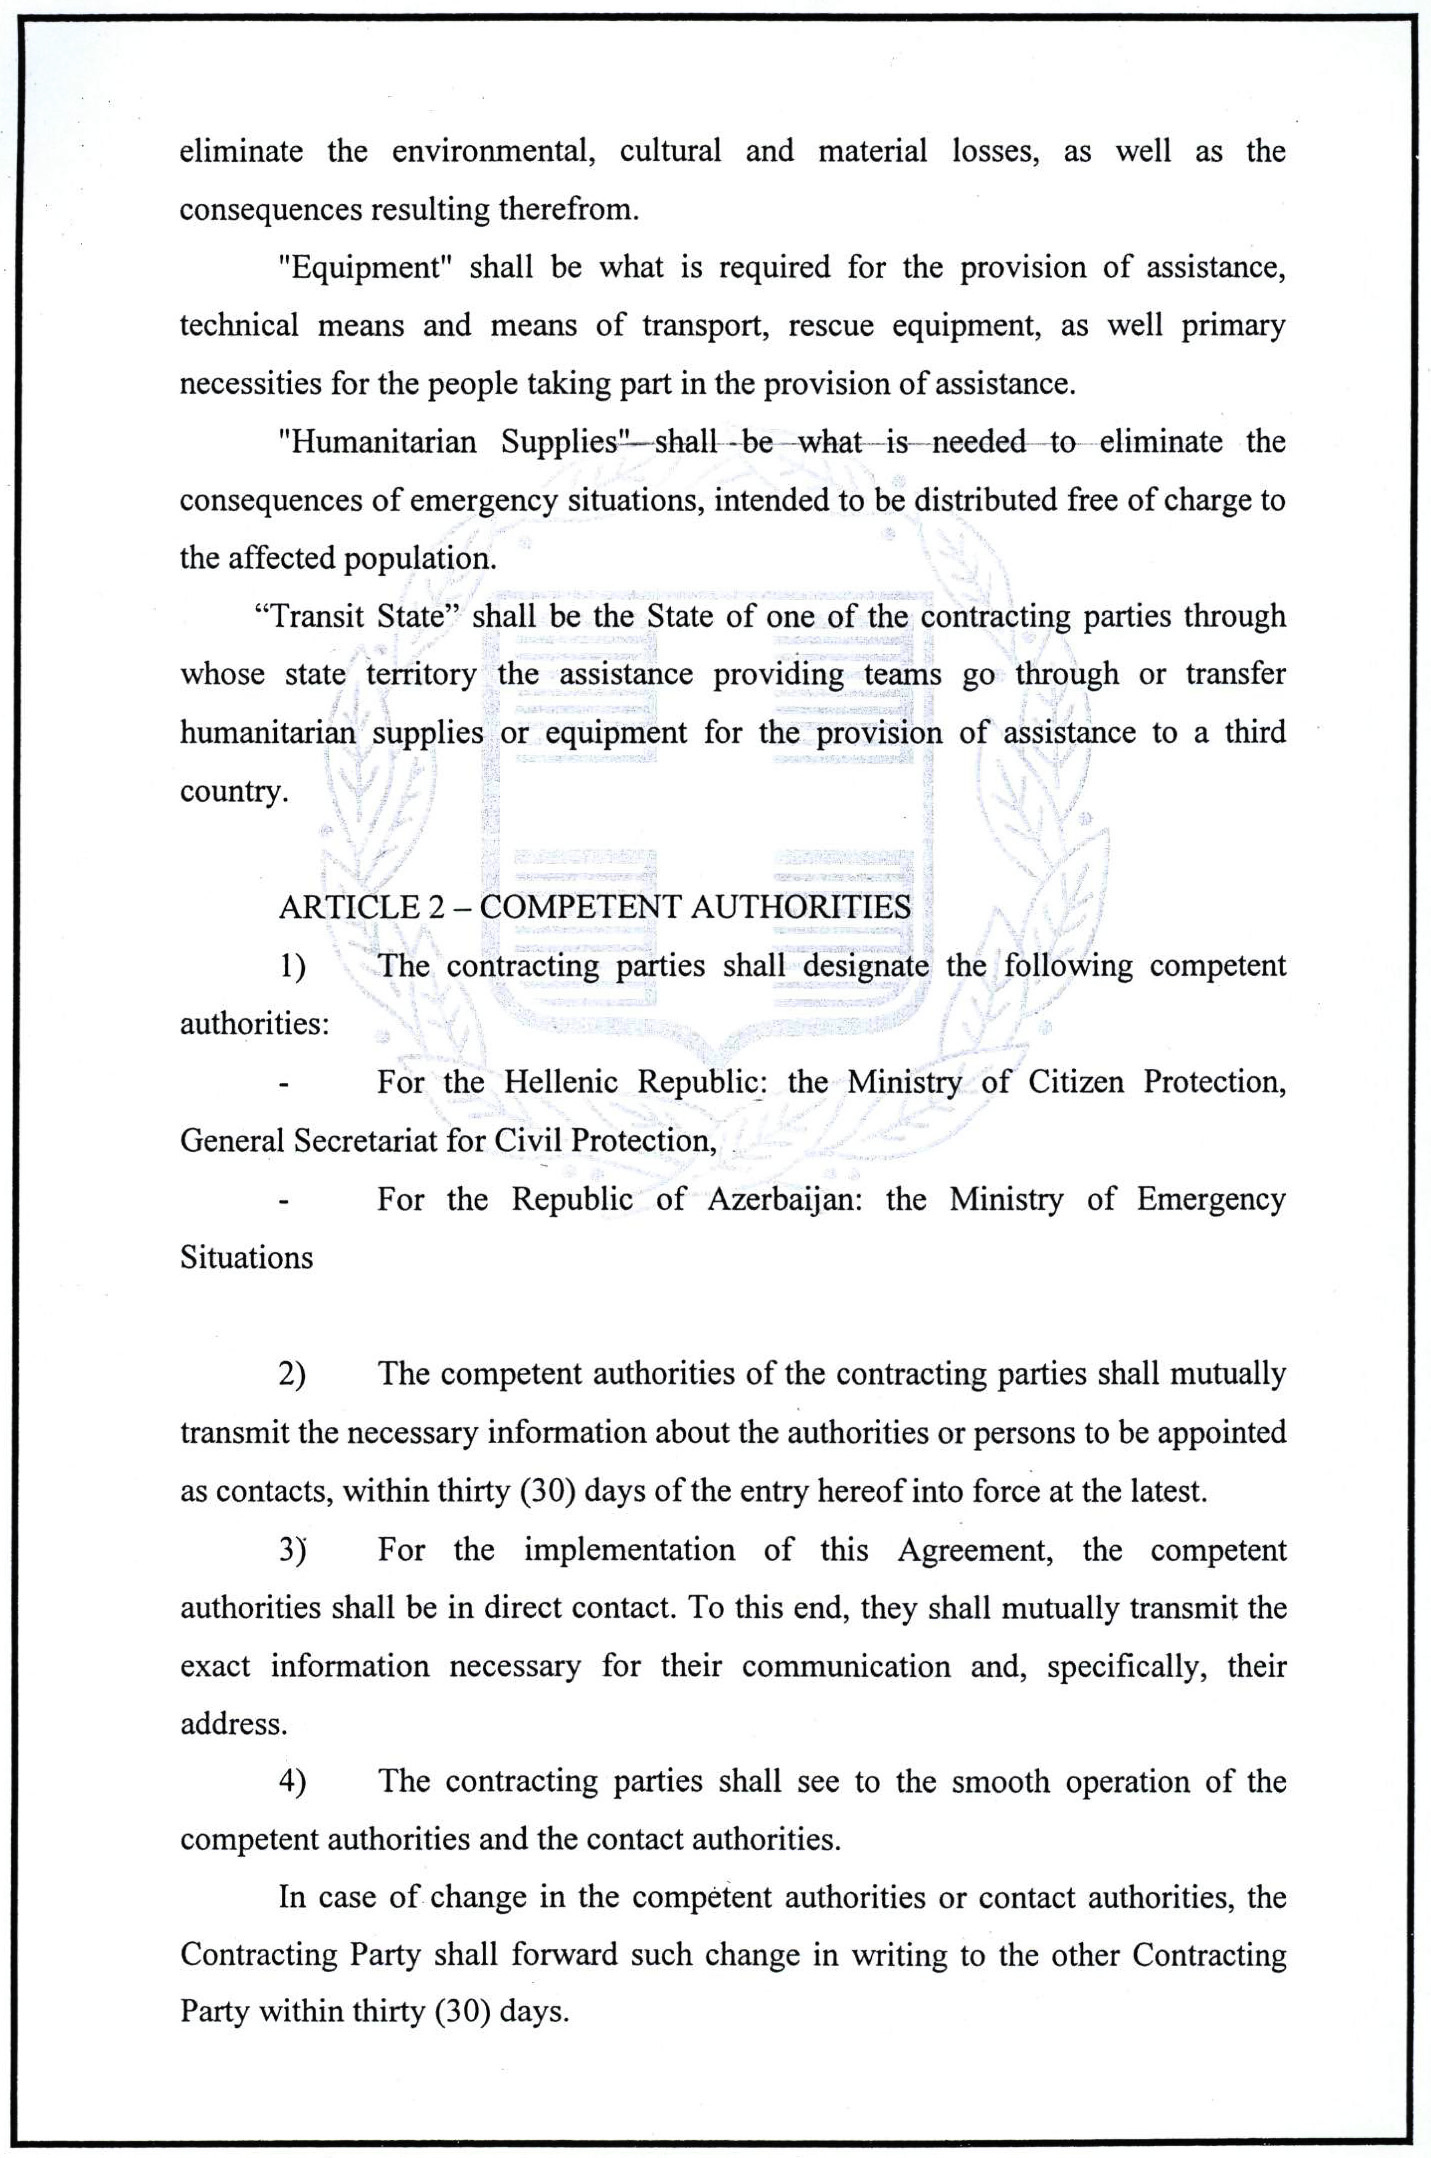 eliminate the environmental, cultural and material losses, as well as the
consequences resulting therefrom.
"Equipment" shall be what is required for the provision of assistance,
technical means and means of transport, rescue equipment, as well primary
necessities for the people taking part in the provision of assistance.
"Humanitarian Supplies" shall be what is needed to eliminate the
consequences of emergency situations, intended to be distributed free of charge to
the affected population.
“Transit State” shall be the State of one of the contracting parties through
whose state territory the assistance providing teams go through or transfer
humanitarian supplies or equipment for the provision of assistance to a third
country.
ARTICLE 2 – COMPETENT AUTHORITIES
1) The contracting parties shall designate the following competent
authorities:
- For the Hellenic Republic: the Ministry of Citizen Protection,
General Secretariat for Civil Protection,
- For the Republic of Azerbaijan: the Ministry of Emergency
Situations
2) The competent authorities of the contracting parties shall mutually
transmit the necessary information about the authorities or persons to be appointed
as contacts, within thirty (30) days of the entry hereof into force at the latest.
3) For the implementation of this Agreement, the competent
authorities shall be in direct contact. To this end, they shall mutually transmit the
exact information necessary for their communication and, specifically, their
address.
4) The contracting parties shall see to the smooth operation of the
competent authorities and the contact authorities.
In case of change in the competent authorities or contact authorities, the
Contracting Party shall forward such change in writing to the other Contracting
Party within thirty (30) days.